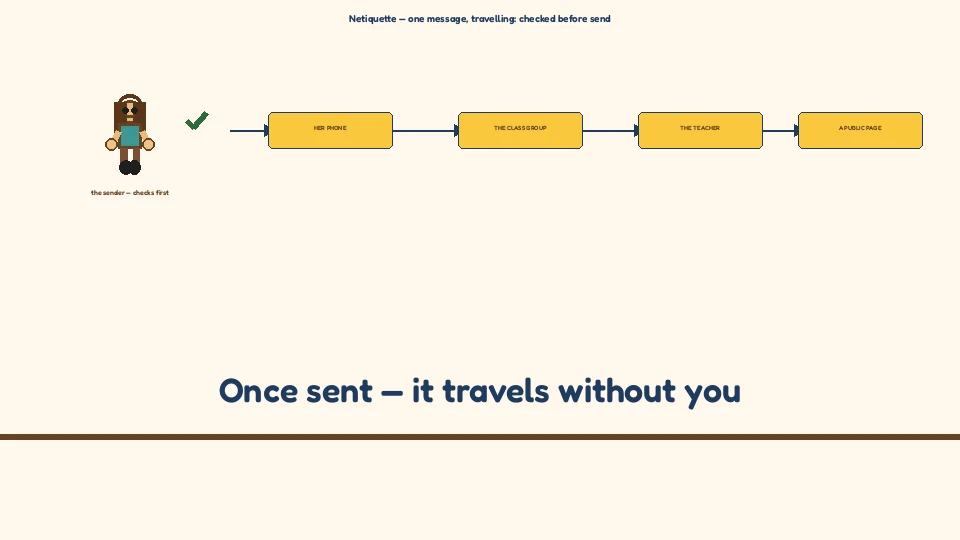 Netiquette — one message, travelling: checked before send
HER PHONE
THE CLASS GROUP
THE TEACHER
A PUBLIC PAGE
the sender — checks first
Once sent — it travels without you